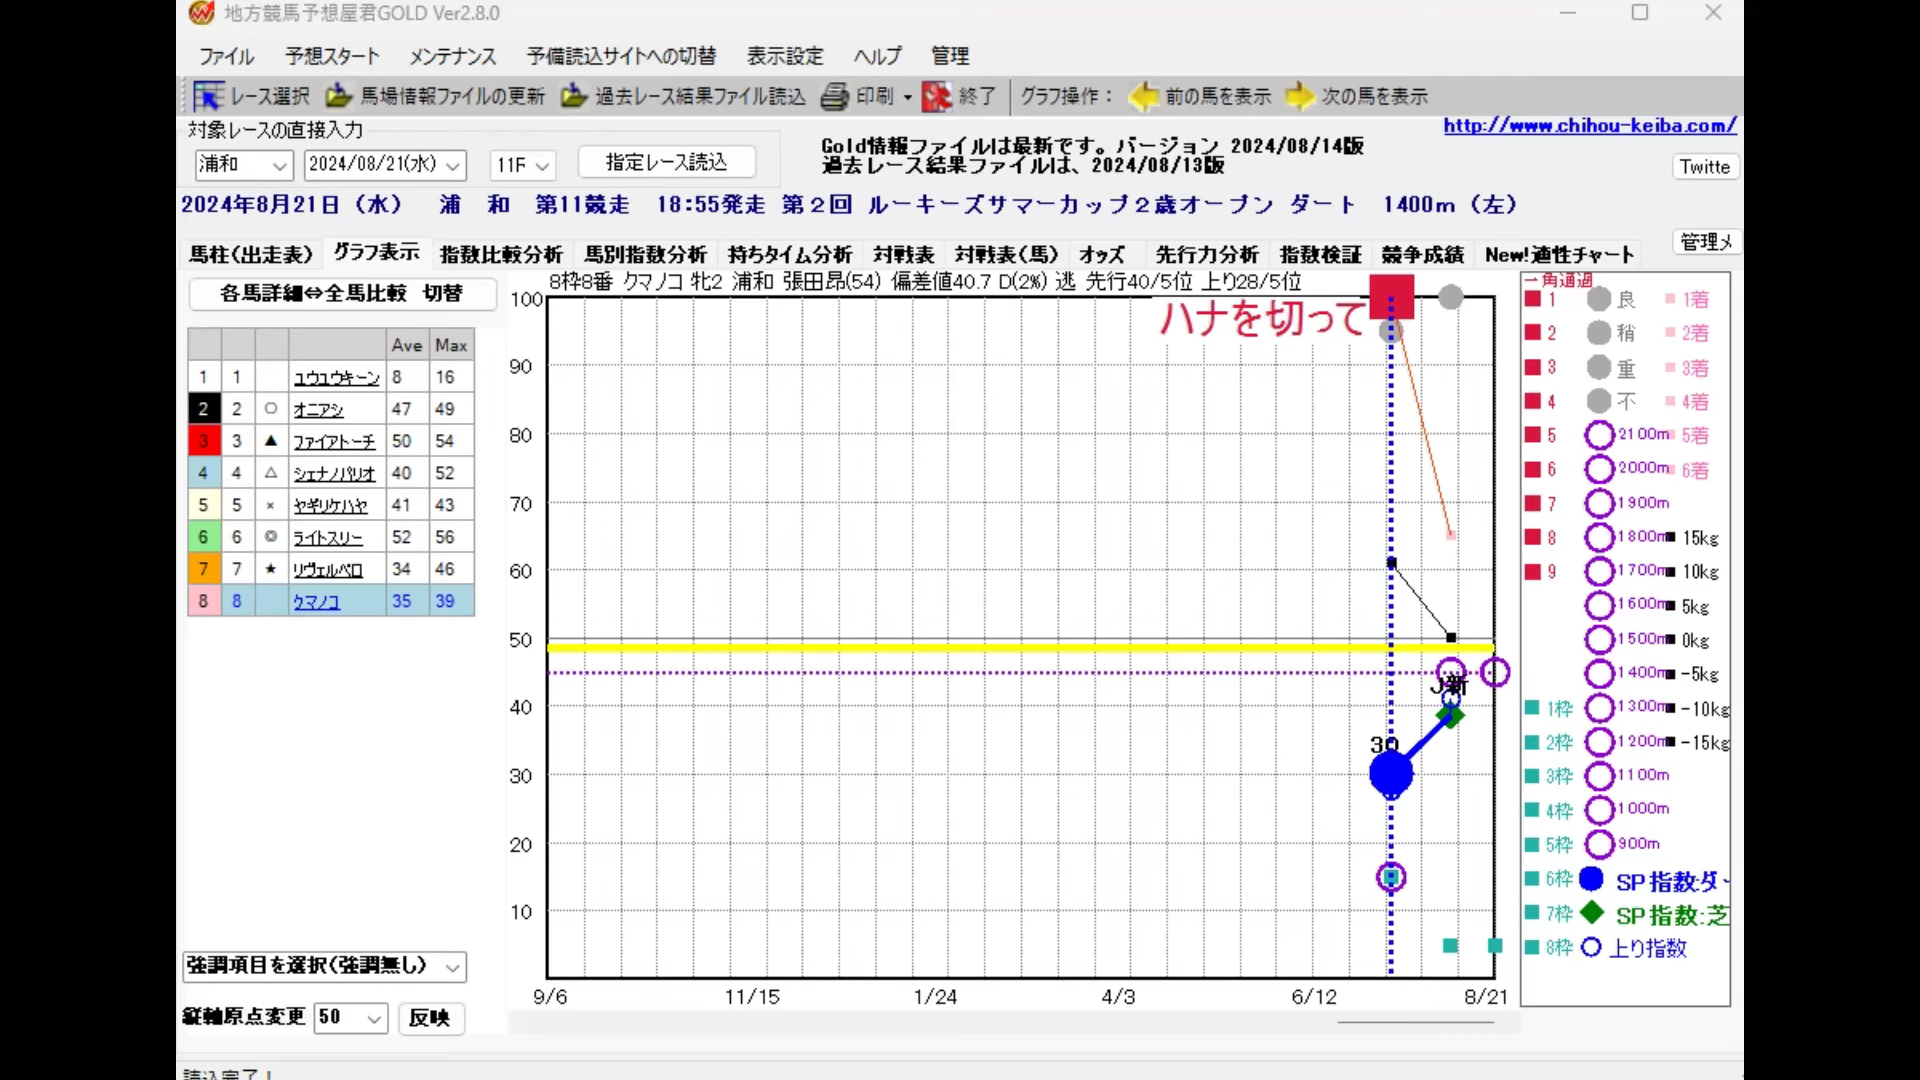 地方競馬予想屋君GOLD Ver2.8.0
ファイル 予想スタート メンテナンス 予備読込サイトへの切替 表示設定 ヘルプ 管理
レース選択 馬場情報ファイルの更新 過去レース結果ファイル読込 印刷 終了 グラフ操作： 前の馬を表示 次の馬を表示
対象レースの直接入力
http://www.chihou-keiba.com/
浦和 2024/08/21(水) 11F 指定レース読込
Gold情報ファイルは最新です。バージョン 2024/08/14版
過去レース結果ファイルは、2024/08/13版
Twitte
2024年8月21日（水） 浦 和 第11競走 18:55発走 第２回 ルーキーズサマーカップ２歳オープン ダート 1400m（左）
管理メ
馬柱(出走表) グラフ表示 指数比較分析 馬別指数分析 持ちタイム分析 対戦表 対戦表(馬) オッズ 先行力分析 指数検証 競争成績 New!適性チャート
各馬詳細⇔全馬比較 切替
8枠8番 クマノコ 牝2 浦和 張田昂(54) 偏差値40.7 D(2%) 逃 先行40/5位 上り28/5位
ハナを切って
Ave Max
1 1 ユウユウキーン 8 16
2 2 ○ オニアシ 47 49
3 3 ▲ ファイアトーチ 50 54
4 4 △ シェナノパリオ 40 52
5 5 × ヤギリケハヤ 41 43
6 6 ◎ ライトスリー 52 56
7 7 ★ リヴェルベロ 34 46
8 8 クマノコ 35 39
100
90
80
70
60
50
40
30
20
10
J新
30
9/6 11/15 1/24 4/3 6/12 8/21
一角通過
1 良 1着
2 稍 2着
3 重 3着
4 不 4着
5 2100m 5着
6 2000m 6着
7 1900m
8 1800m 15kg
9 1700m 10kg
1600m 5kg
1500m 0kg
1400m -5kg
1枠 1300m -10kg
2枠 1200m -15kg
3枠 1100m
4枠 1000m
5枠 900m
6枠 SP指数:ダ
7枠 SP指数:芝
8枠 上り指数
強調項目を選択(強調無し)
縦軸原点変更 50 反映
読込完了！